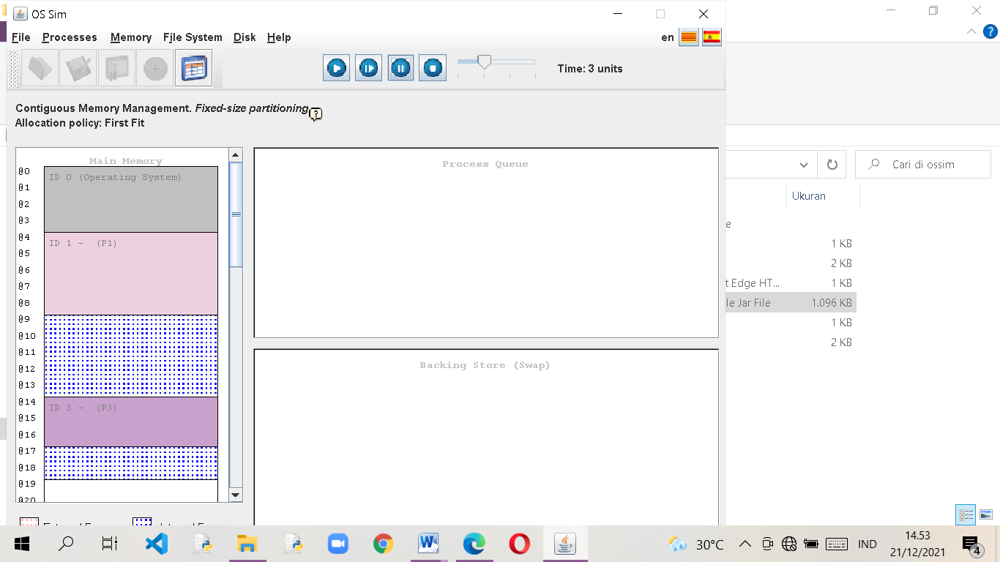 OS Sim
File Processes Memory File System Disk Help en
Time: 3 units
Contiguous Memory Management. Fixed-size partitioning
?
Allocation policy: First Fit
Main Memory
@0
ID 0 (Operating System)
@1
@2
@3
@4
ID 1 - (P1)
@5
@6
@7
@8
@9
@10
@11
@12
@13
@14
ID 3 - (P3)
@15
@16
@17
@18
@19
@20
Process Queue
Backing Store (Swap)
?
Cari di ossim
Ukuran
e
1 KB
2 KB
t Edge HT... 1 KB
le Jar File 1.096 KB
1 KB
2 KB
30°C IND
14.53
21/12/2021
4